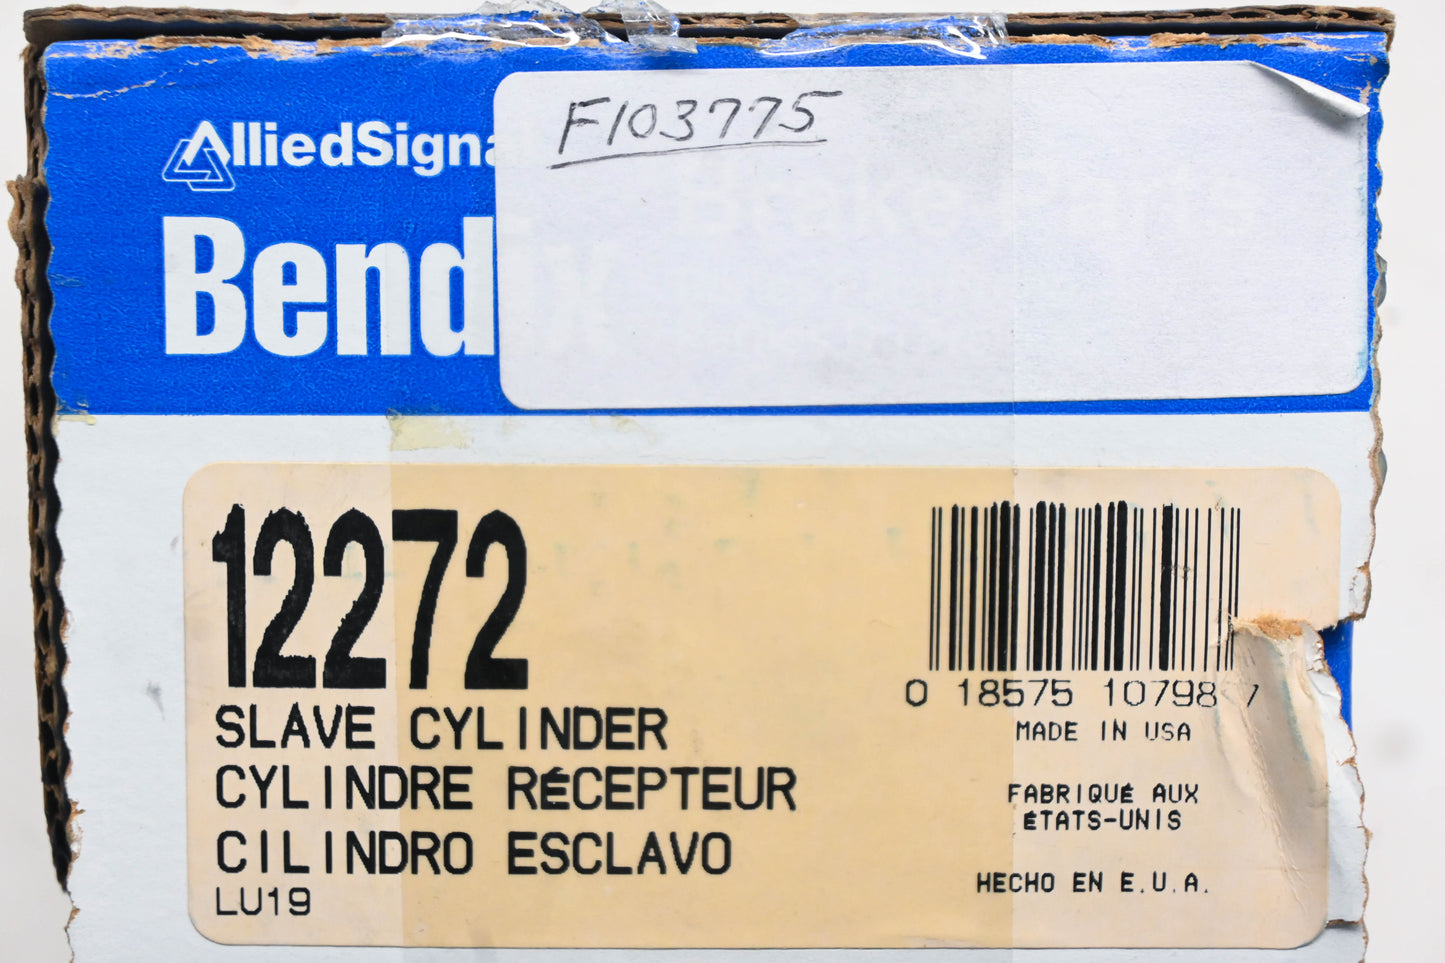 F103775
AlliedSigna
Bend
12272
SLAVE CYLINDER
CYLINDRE RÉCEPTEUR
CILINDRO ESCLAVO
LU19
0 18575 10798 7
MADE IN USA
FABRIQUÉ AUX
ÉTATS-UNIS
HECHO EN E.U.A.